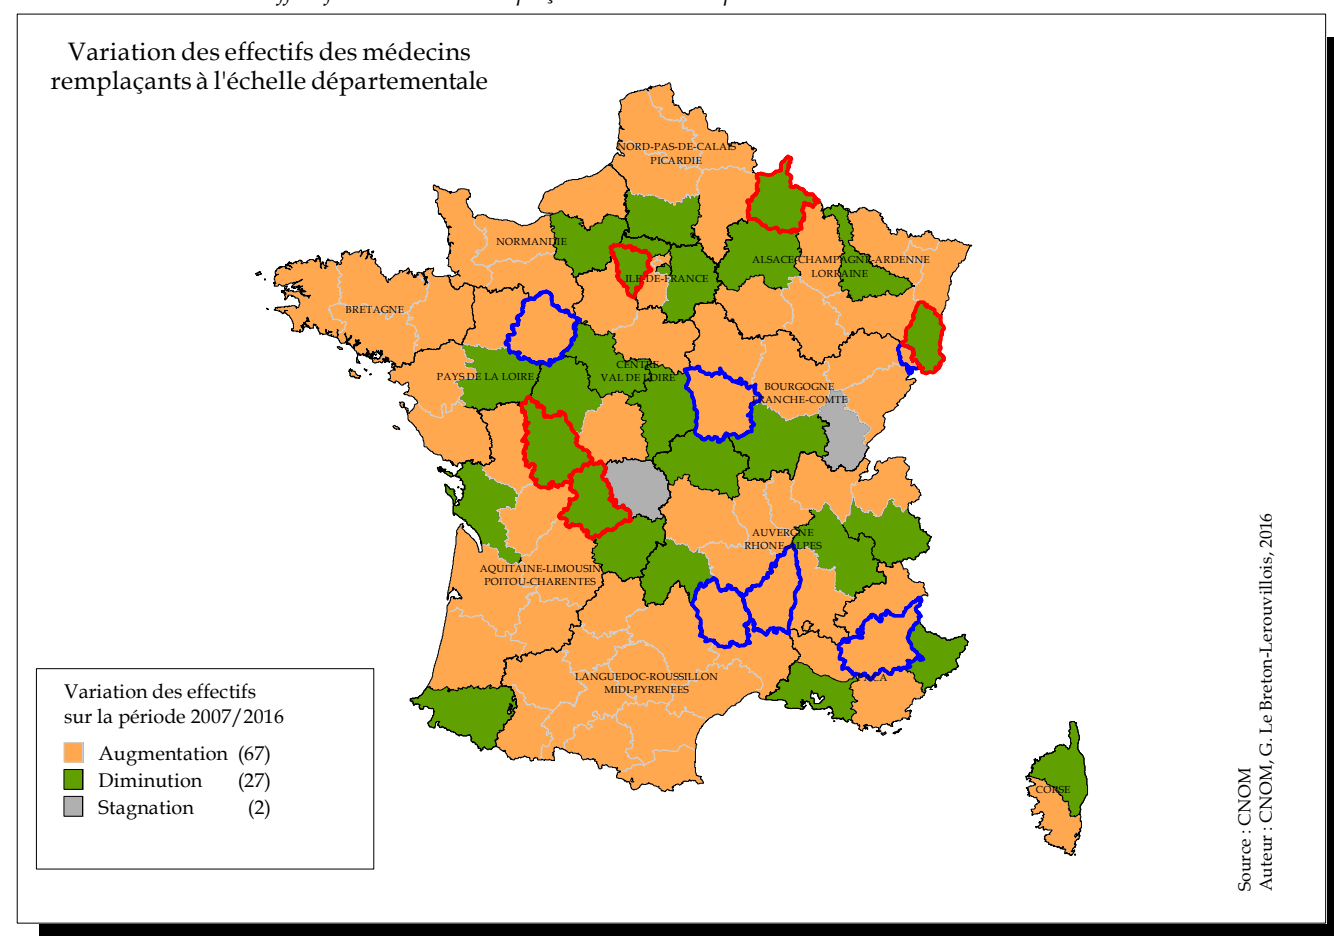 Variation des effectifs des médecins
remplaçants à l'échelle départementale
NORD-PAS-DE-CALAIS
PICARDIE
NORMANDIE
ALSACE-CHAMPAGNE-ARDENNE
LORRAINE
ILE-DE-FRANCE
BRETAGNE
PAYS DE LA LOIRE
CENTRE
VAL DE LOIRE
BOURGOGNE
FRANCHE-COMTE
AUVERGNE
RHONE-ALPES
AQUITAINE-LIMOUSIN
POITOU-CHARENTES
LANGUEDOC-ROUSSILLON
MIDI-PYRENEES
PACA
CORSE
Variation des effectifs
sur la période 2007/2016
Augmentation (67)
Diminution (27)
Stagnation (2)
Source : CNOM
Auteur : CNOM, G. Le Breton-Lerouvillois, 2016